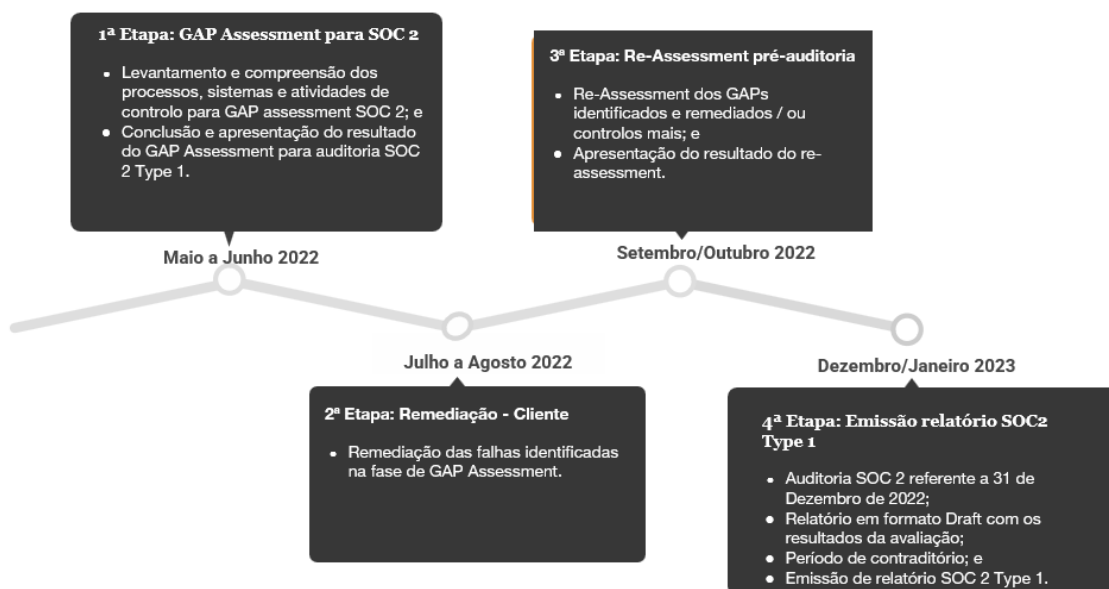 1ª Etapa: GAP Assessment para SOC 2
• Levantamento e compreensão dos
processos, sistemas e atividades de
controlo para GAP assessment SOC 2; e
• Conclusão e apresentação do resultado
do GAP Assessment para auditoria SOC
2 Type 1.
Maio a Junho 2022
3ª Etapa: Re-Assessment pré-auditoria
• Re-Assessment dos GAPs
identificados e remediados / ou
controlos mais; e
• Apresentação do resultado do re-
assessment.
Setembro/Outubro 2022
Julho a Agosto 2022
2ª Etapa: Remediação - Cliente
• Remediação das falhas identificadas
na fase de GAP Assessment.
Dezembro/Janeiro 2023
4ª Etapa: Emissão relatório SOC2
Type 1
• Auditoria SOC 2 referente a 31 de
Dezembro de 2022;
• Relatório em formato Draft com os
resultados da avaliação;
• Período de contraditório; e
• Emissão de relatório SOC 2 Type 1.